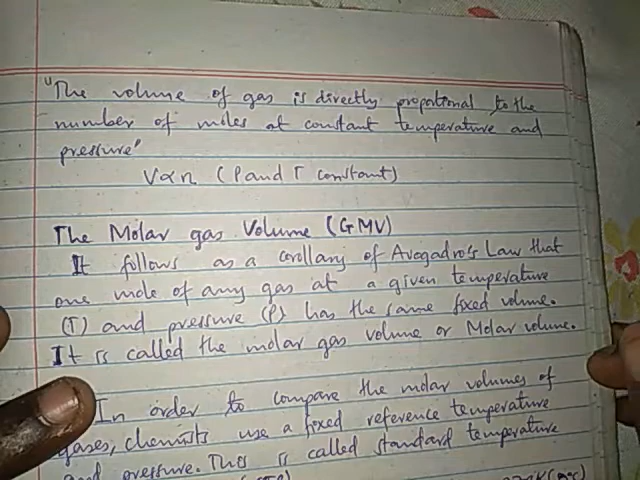 "The volume of gas is directly proportional to the
number of moles at constant temperature and
pressure"
V∝n (P and T constant)
The Molar gas Volume (GMV)
It follows as a corollary of Avogadro's Law that
one mole of any gas at a given temperature
(T) and pressure (P) has the same fixed volume.
It is called the molar gas volume or Molar volume.
In order to compare the molar volumes of
gases, chemists use a fixed reference temperature
and pressure. This is called standard temperature